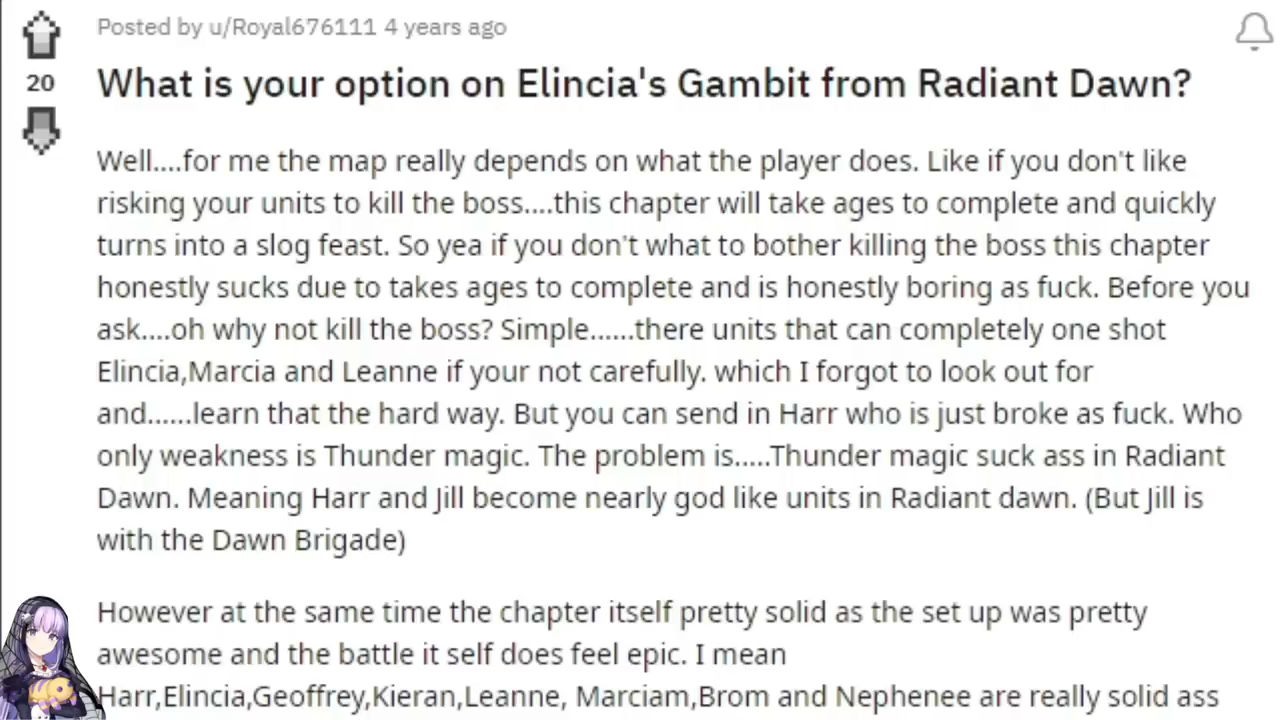 Posted by u/Royal676111 4 years ago
20
What is your option on Elincia's Gambit from Radiant Dawn?
Well....for me the map really depends on what the player does. Like if you don't like
risking your units to kill the boss....this chapter will take ages to complete and quickly
turns into a slog feast. So yea if you don't what to bother killing the boss this chapter
honestly sucks due to takes ages to complete and is honestly boring as fuck. Before you
ask....oh why not kill the boss? Simple......there units that can completely one shot
Elincia,Marcia and Leanne if your not carefully. which I forgot to look out for
and......learn that the hard way. But you can send in Harr who is just broke as fuck. Who
only weakness is Thunder magic. The problem is.....Thunder magic suck ass in Radiant
Dawn. Meaning Harr and Jill become nearly god like units in Radiant dawn. (But Jill is
with the Dawn Brigade)
However at the same time the chapter itself pretty solid as the set up was pretty
awesome and the battle it self does feel epic. I mean
Harr,Elincia,Geoffrey,Kieran,Leanne, Marciam,Brom and Nephenee are really solid ass